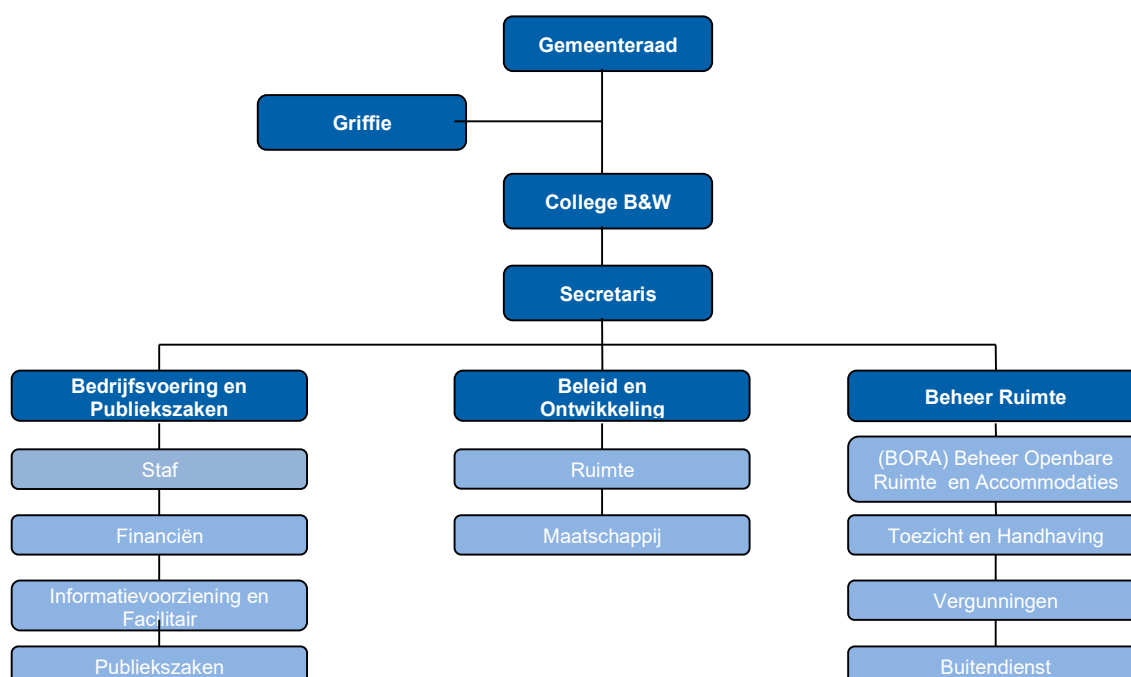 Gemeenteraad
Griffie
College B&W
Secretaris
Bedrijfsvoering en
Publiekszaken
Staf
Financiën
Informatievoorziening en
Facilitair
Publiekszaken
Beleid en
Ontwikkeling
Ruimte
Maatschappij
Beheer Ruimte
(BORA) Beheer Openbare
Ruimte en Accommodaties
Toezicht en Handhaving
Vergunningen
Buitendienst